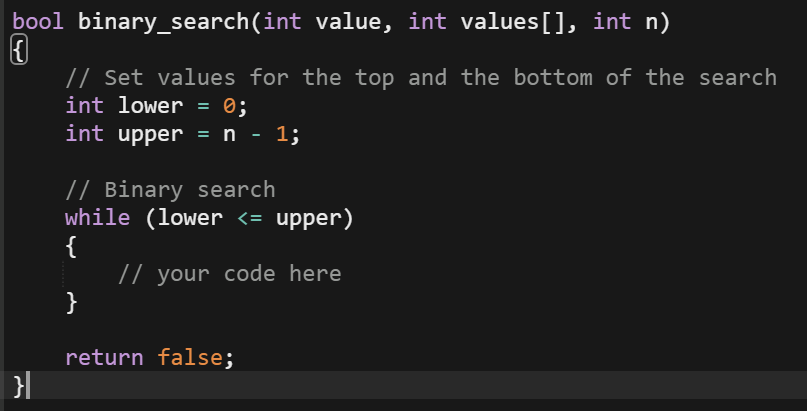 bool binary_search(int value, int values[], int n)
{
    // Set values for the top and the bottom of the search
    int lower = 0;
    int upper = n - 1;

    // Binary search
    while (lower <= upper)
    {
        // your code here
    }

    return false;
}